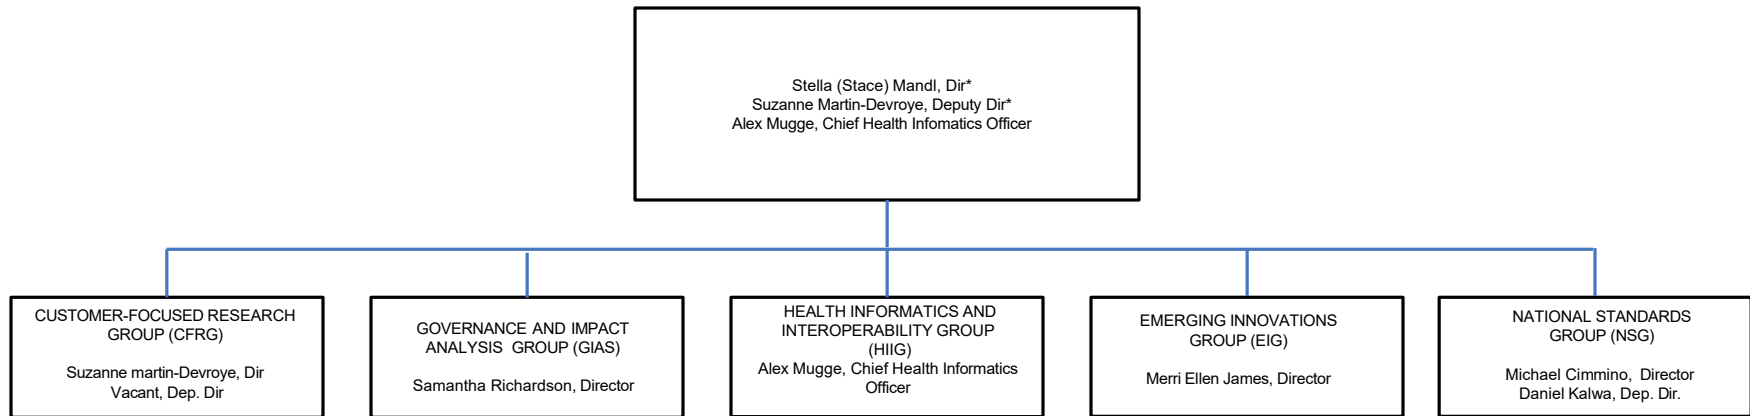 Stella (Stace) Mandl, Dir*
Suzanne Martin-Devroye, Deputy Dir*
Alex Mugge, Chief Health Infomatics Officer
CUSTOMER-FOCUSED RESEARCH
GROUP (CFRG)
Suzanne martin-Devroye, Dir
Vacant, Dep. Dir
GOVERNANCE AND IMPACT
ANALYSIS GROUP (GIAS)
Samantha Richardson, Director
HEALTH INFORMATICS AND
INTEROPERABILITY GROUP
(HIIG)
Alex Mugge, Chief Health Informatics
Officer
EMERGING INNOVATIONS
GROUP (EIG)
Merri Ellen James, Director
NATIONAL STANDARDS
GROUP (NSG)
Michael Cimmino, Director
Daniel Kalwa, Dep. Dir.